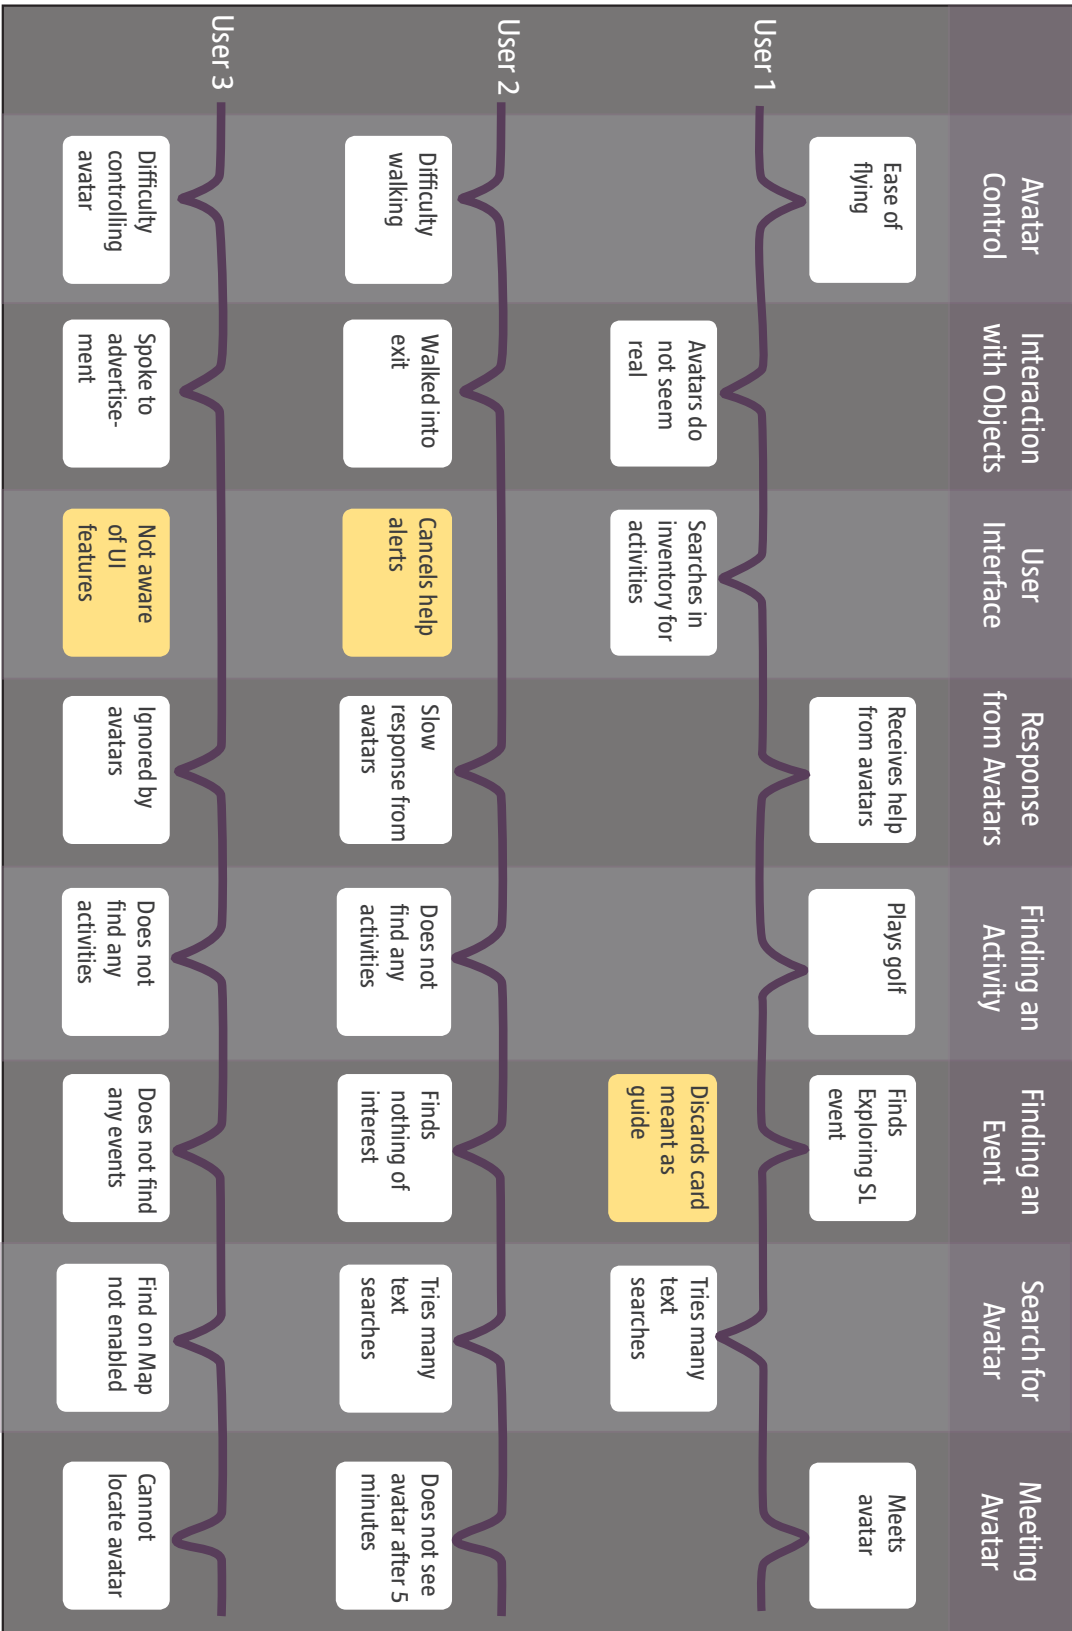 Avatar
Control
Interaction
with Objects
User
Interface
Response
from Avatars
Finding an
Activity
Finding an
Event
Search for
Avatar
Meeting
Avatar
User 1
Ease of
flying
Avatars do
not seem
real
Searches in
inventory for
activities
Receives help
from avatars
Plays golf
Finds
Exploring SL
event
Discards card
meant as
guide
Tries many
text
searches
Meets
avatar
User 2
Difficulty
walking
Walked into
exit
Cancels help
alerts
Slow
response from
avatars
Does not
find any
activities
Finds
nothing of
interest
Tries many
text
searches
Does not see
avatar after 5
minutes
User 3
Difficulty
controlling
avatar
Spoke to
advertise-
ment
Not aware
of UI
features
Ignored by
avatars
Does not
find any
activities
Does not find
any events
Find on Map
not enabled
Cannot
locate avatar